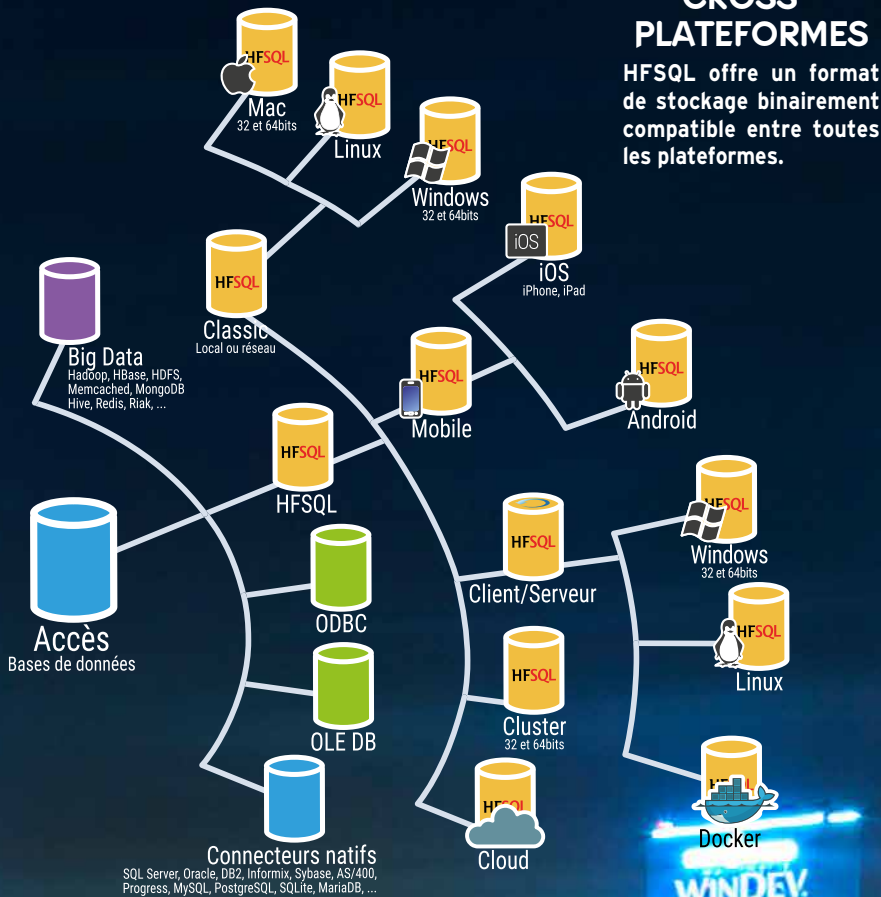 CROSS
PLATEFORMES
HFSQL offre un format
de stockage binairement
compatible entre toutes
les plateformes.
HFSQL
Mac
32 et 64bits
HFSQL
Linux
HFSQL
Windows
32 et 64bits
HFSQL
iOS
iOS
iPhone, iPad
HFSQL
Classic
Local ou réseau
Big Data
Hadoop, HBase, HDFS,
Memcached, MongoDB
Hive, Redis, Riak, ...
HFSQL
Mobile
HFSQL
Android
HFSQL
HFSQL
HFSQL
Client/Serveur
HFSQL
Windows
32 et 64bits
Accès
Bases de données
ODBC
HFSQL
Linux
OLE DB
HFSQL
Cluster
32 et 64bits
Connecteurs natifs
SQL Server, Oracle, DB2, Informix, Sybase, AS/400,
Progress, MySQL, PostgreSQL, SQLite, MariaDB, ...
HFSQL
Cloud
HFSQL
Docker
WINDEV